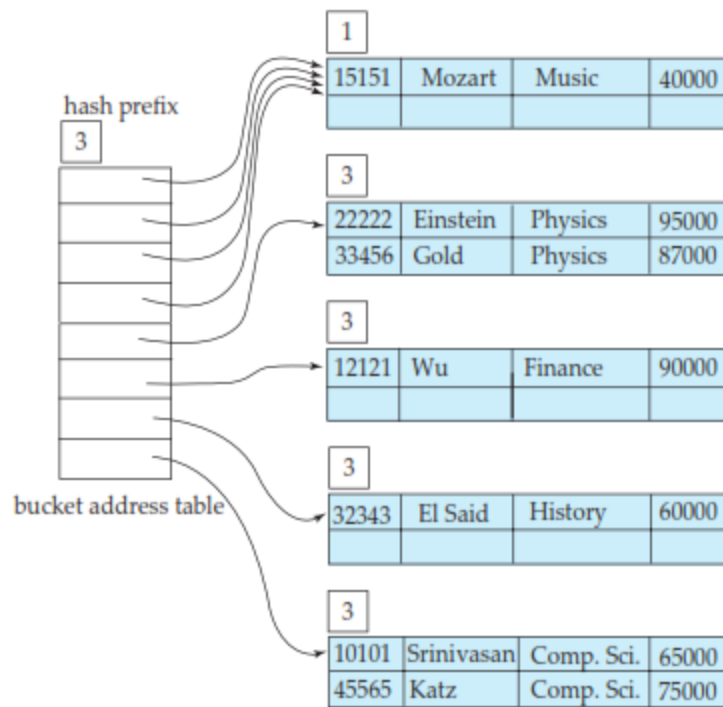 1
15151 Mozart Music 40000
hash prefix
3
3
22222 Einstein Physics 95000
33456 Gold Physics 87000
3
12121 Wu Finance 90000
3
bucket address table
32343 El Said History 60000
3
10101 Srinivasan Comp. Sci. 65000
45565 Katz Comp. Sci. 75000